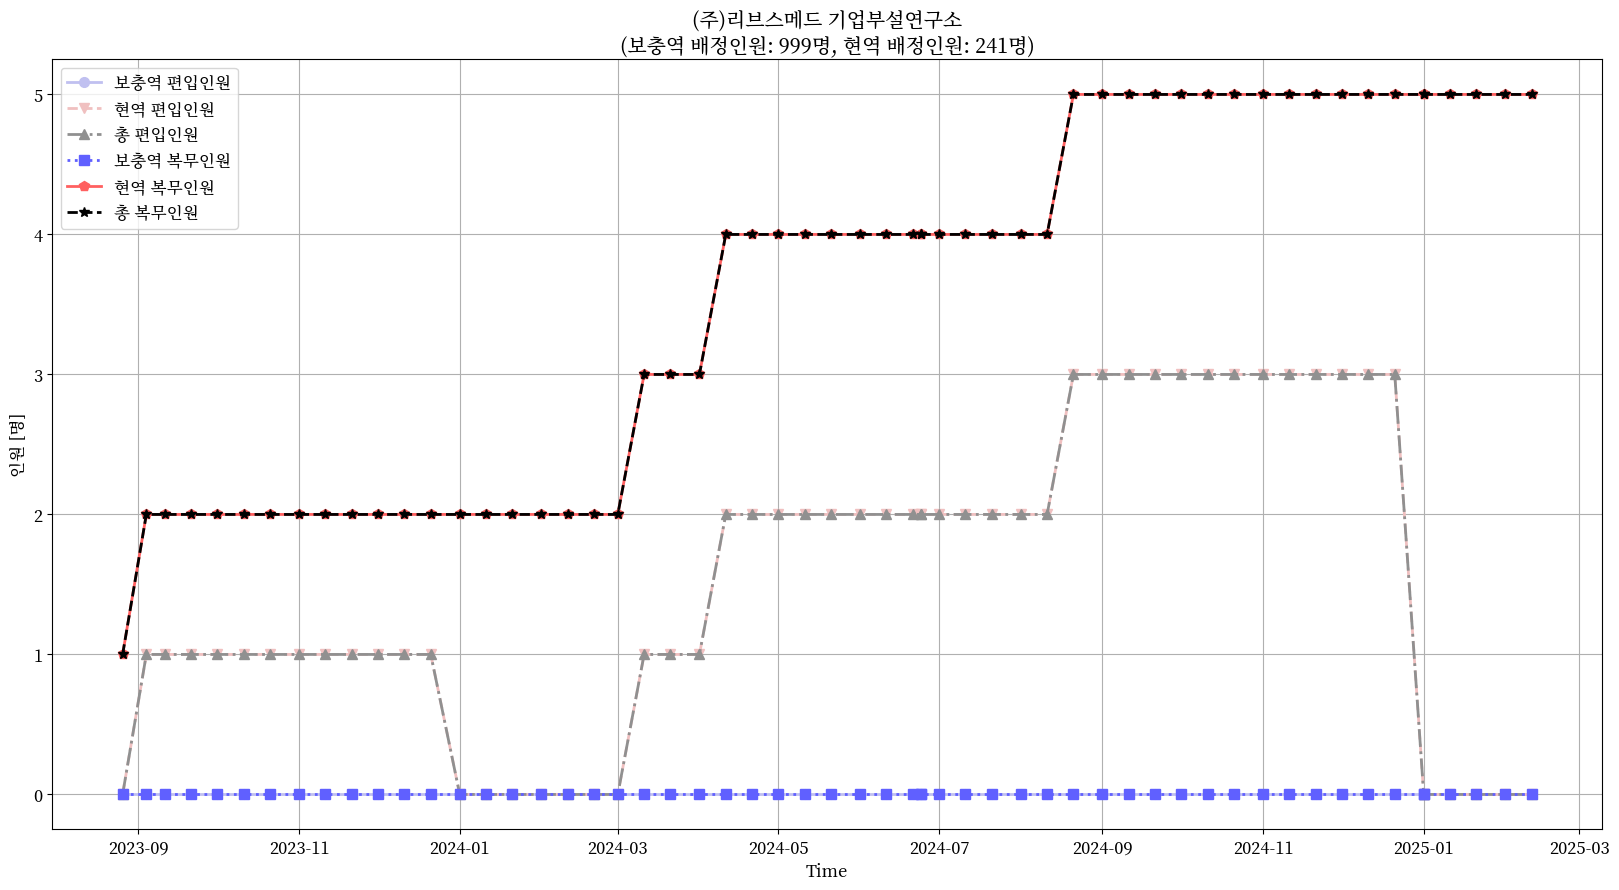 (주)리브스메드 기업부설연구소
(보충역 배정인원: 999명, 현역 배정인원: 241명)
보충역 편입인원
현역 편입인원
총 편입인원
보충역 복무인원
현역 복무인원
총 복무인원
인원 [명]
5
4
3
2
1
0
2023-09
2023-11
2024-01
2024-03
2024-05
2024-07
2024-09
2024-11
2025-01
2025-03
Time